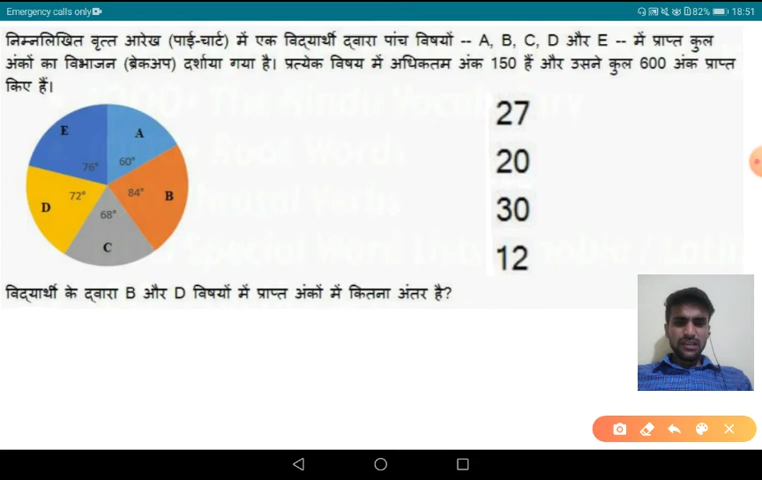 Emergency calls only
82% 18:51
निम्नलिखित वृत्त आरेख (पाई-चार्ट) में एक विद्यार्थी द्वारा पांच विषयों -- A, B, C, D और E -- में प्राप्त कुल
अंकों का विभाजन (ब्रेकअप) दर्शाया गया है। प्रत्येक विषय में अधिकतम अंक 150 हैं और उसने कुल 600 अंक प्राप्त
किए हैं।
E
A
76°
60°
D
72°
84°
B
68°
C
27
20
30
12
विद्यार्थी के द्वारा B और D विषयों में प्राप्त अंकों में कितना अंतर है?